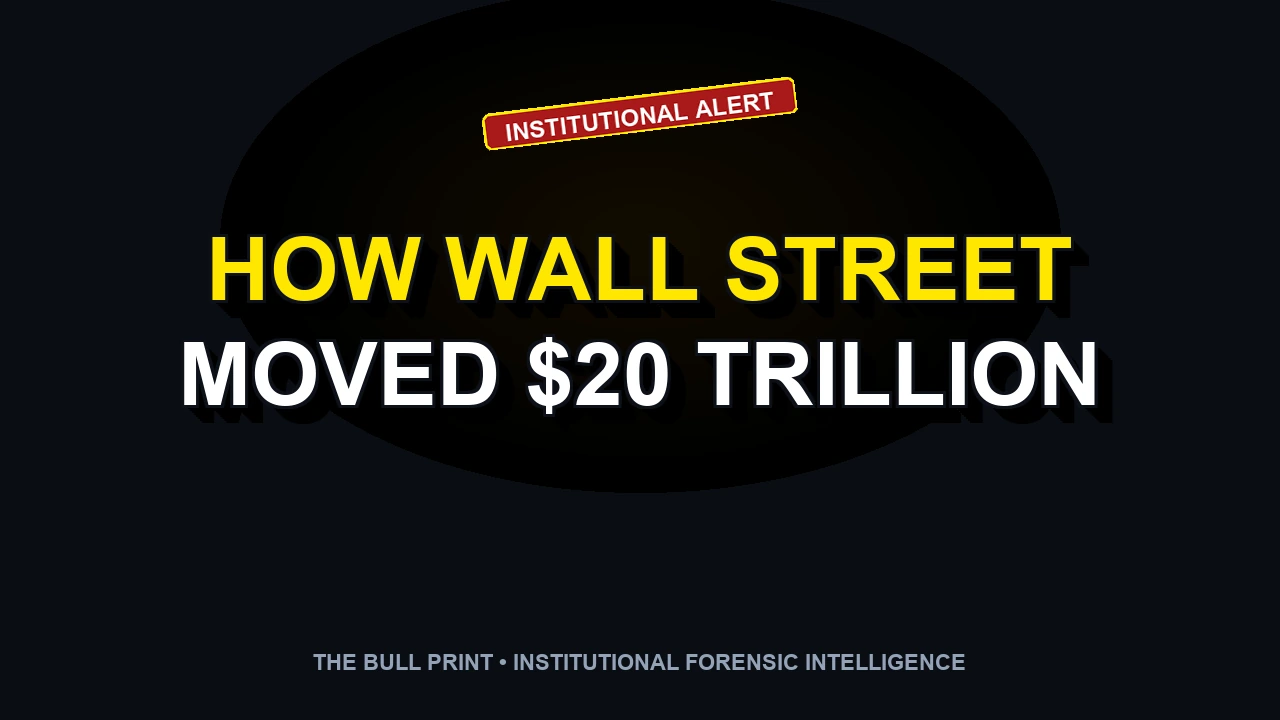 INSTITUTIONAL ALERT
HOW WALL STREET
MOVED $20 TRILLION
THE BULL PRINT • INSTITUTIONAL FORENSIC INTELLIGENCE